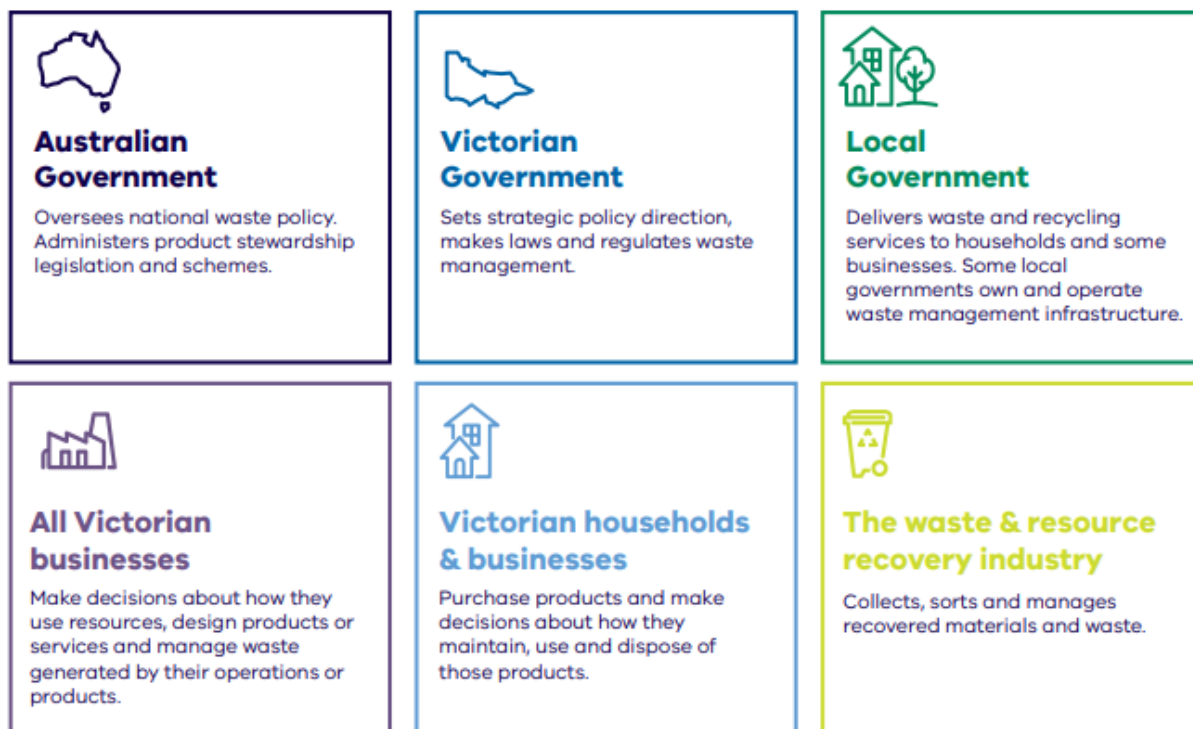 Australian
Government
Oversees national waste policy.
Administers product stewardship
legislation and schemes.
Victorian
Government
Sets strategic policy direction,
makes laws and regulates waste
management.
Local
Government
Delivers waste and recycling
services to households and some
businesses. Some local
governments own and operate
waste management infrastructure.
All Victorian
businesses
Make decisions about how they
use resources, design products or
services and manage waste
generated by their operations or
products.
Victorian households
& businesses
Purchase products and make
decisions about how they
maintain, use and dispose of
those products.
The waste & resource
recovery industry
Collects, sorts and manages
recovered materials and waste.